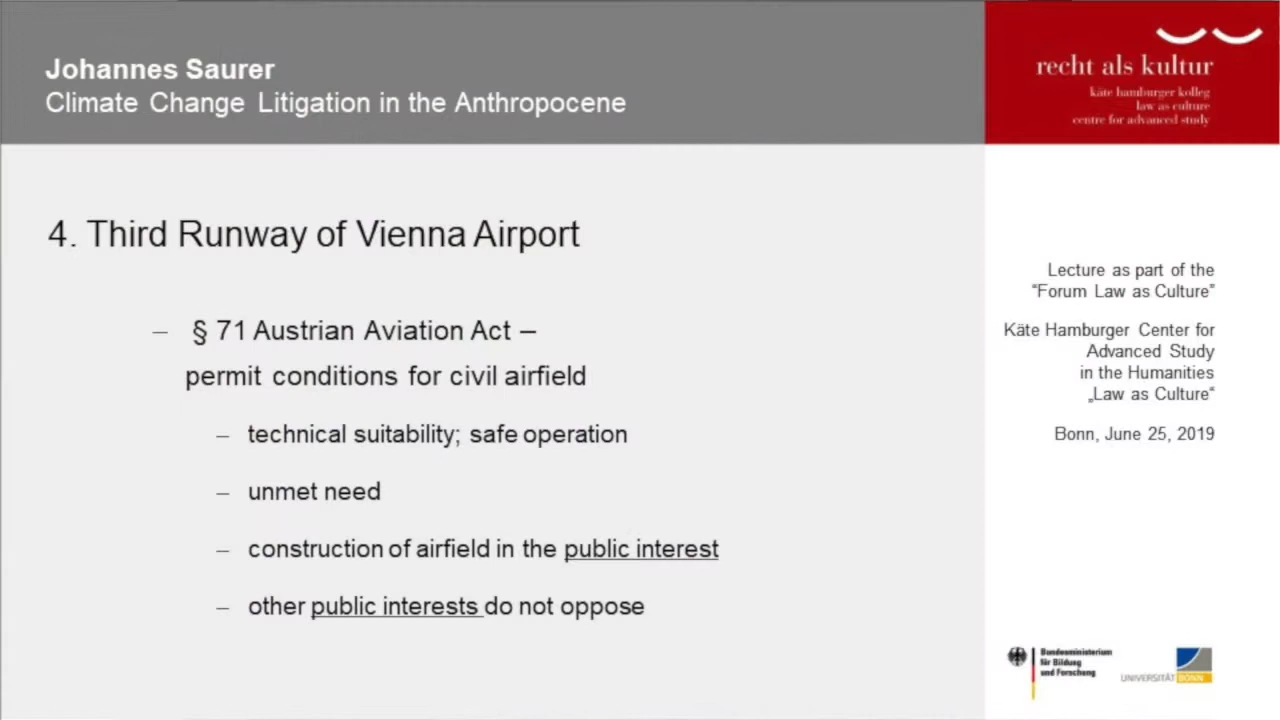 Johannes Saurer
Climate Change Litigation in the Anthropocene
recht als kultur
käte hamburger kolleg
law as culture
centre for advanced study
4. Third Runway of Vienna Airport
– § 71 Austrian Aviation Act –
permit conditions for civil airfield
– technical suitability; safe operation
– unmet need
– construction of airfield in the public interest
– other public interests do not oppose
Lecture as part of the
"Forum Law as Culture"
Käte Hamburger Center for
Advanced Study
in the Humanities
„Law as Culture“
Bonn, June 25, 2019
Bundesministerium
für Bildung
und Forschung
UNIVERSITÄT BONN